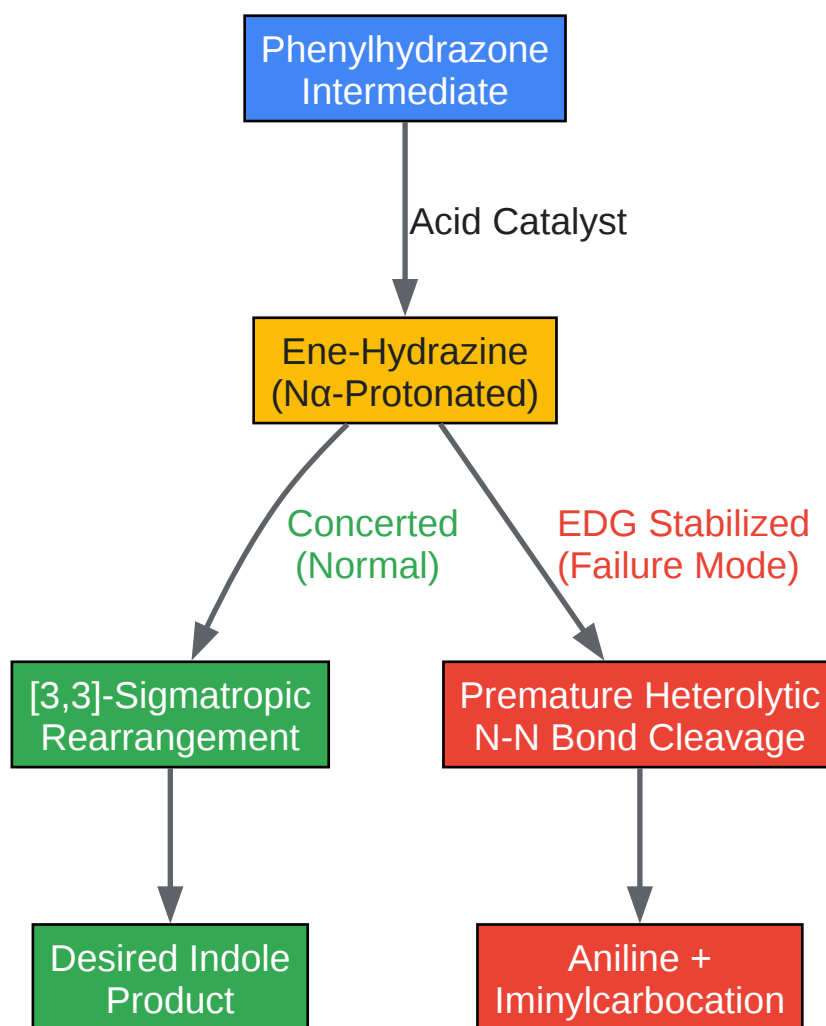 Phenylhydrazone
Intermediate
Acid Catalyst
Ene-Hydrazine
(Nα-Protonated)
Concerted
(Normal)
EDG Stabilized
(Failure Mode)
[3,3]-Sigmatropic
Rearrangement
Premature Heterolytic
N-N Bond Cleavage
Desired Indole
Product
Aniline +
Iminylcarbocation